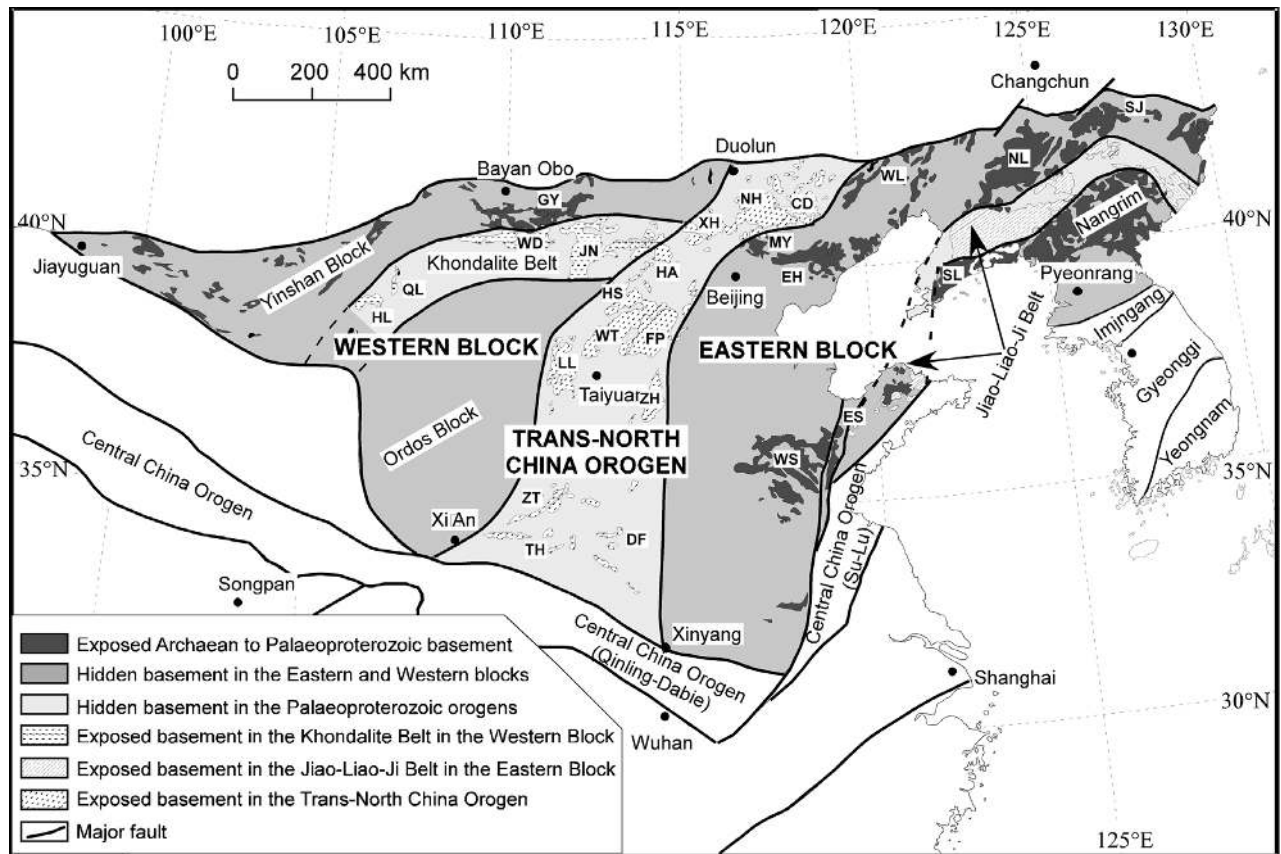 100°E
105°E
110°E
115°E
120°E
125°E
130°E
0 200 400 km
Changchun
SJ
Duolun
NL
Bayan Obo
WL
GY
NH
CD
Nangrim
40°N
XH
40°N
WD
JN
MY
Jiayuguan
Yinshan Block
Khondalite Belt
HA
EH
SL
Pyeonrang
QL
HS
Beijing
Imjngang
HL
WT
FP
WESTERN BLOCK
EASTERN BLOCK
Jiao-Liao-Ji Belt
Gyeonggi
LL
Taiyuan
ZH
ES
Yeongnam
Ordos Block
TRANS-NORTH
CHINA OROGEN
WS
Central China Orogen
35°N
35°N
ZT
Xi An
TH
DF
Central China Orogen
(Su-Lu)
Songpan
Xinyang
Central China Orogen
(Qinling-Dabie)
Shanghai
30°N
Wuhan
125°E
Exposed Archaean to Palaeoproterozoic basement
Hidden basement in the Eastern and Western blocks
Hidden basement in the Palaeoproterozoic orogens
Exposed basement in the Khondalite Belt in the Western Block
Exposed basement in the Jiao-Liao-Ji Belt in the Eastern Block
Exposed basement in the Trans-North China Orogen
Major fault